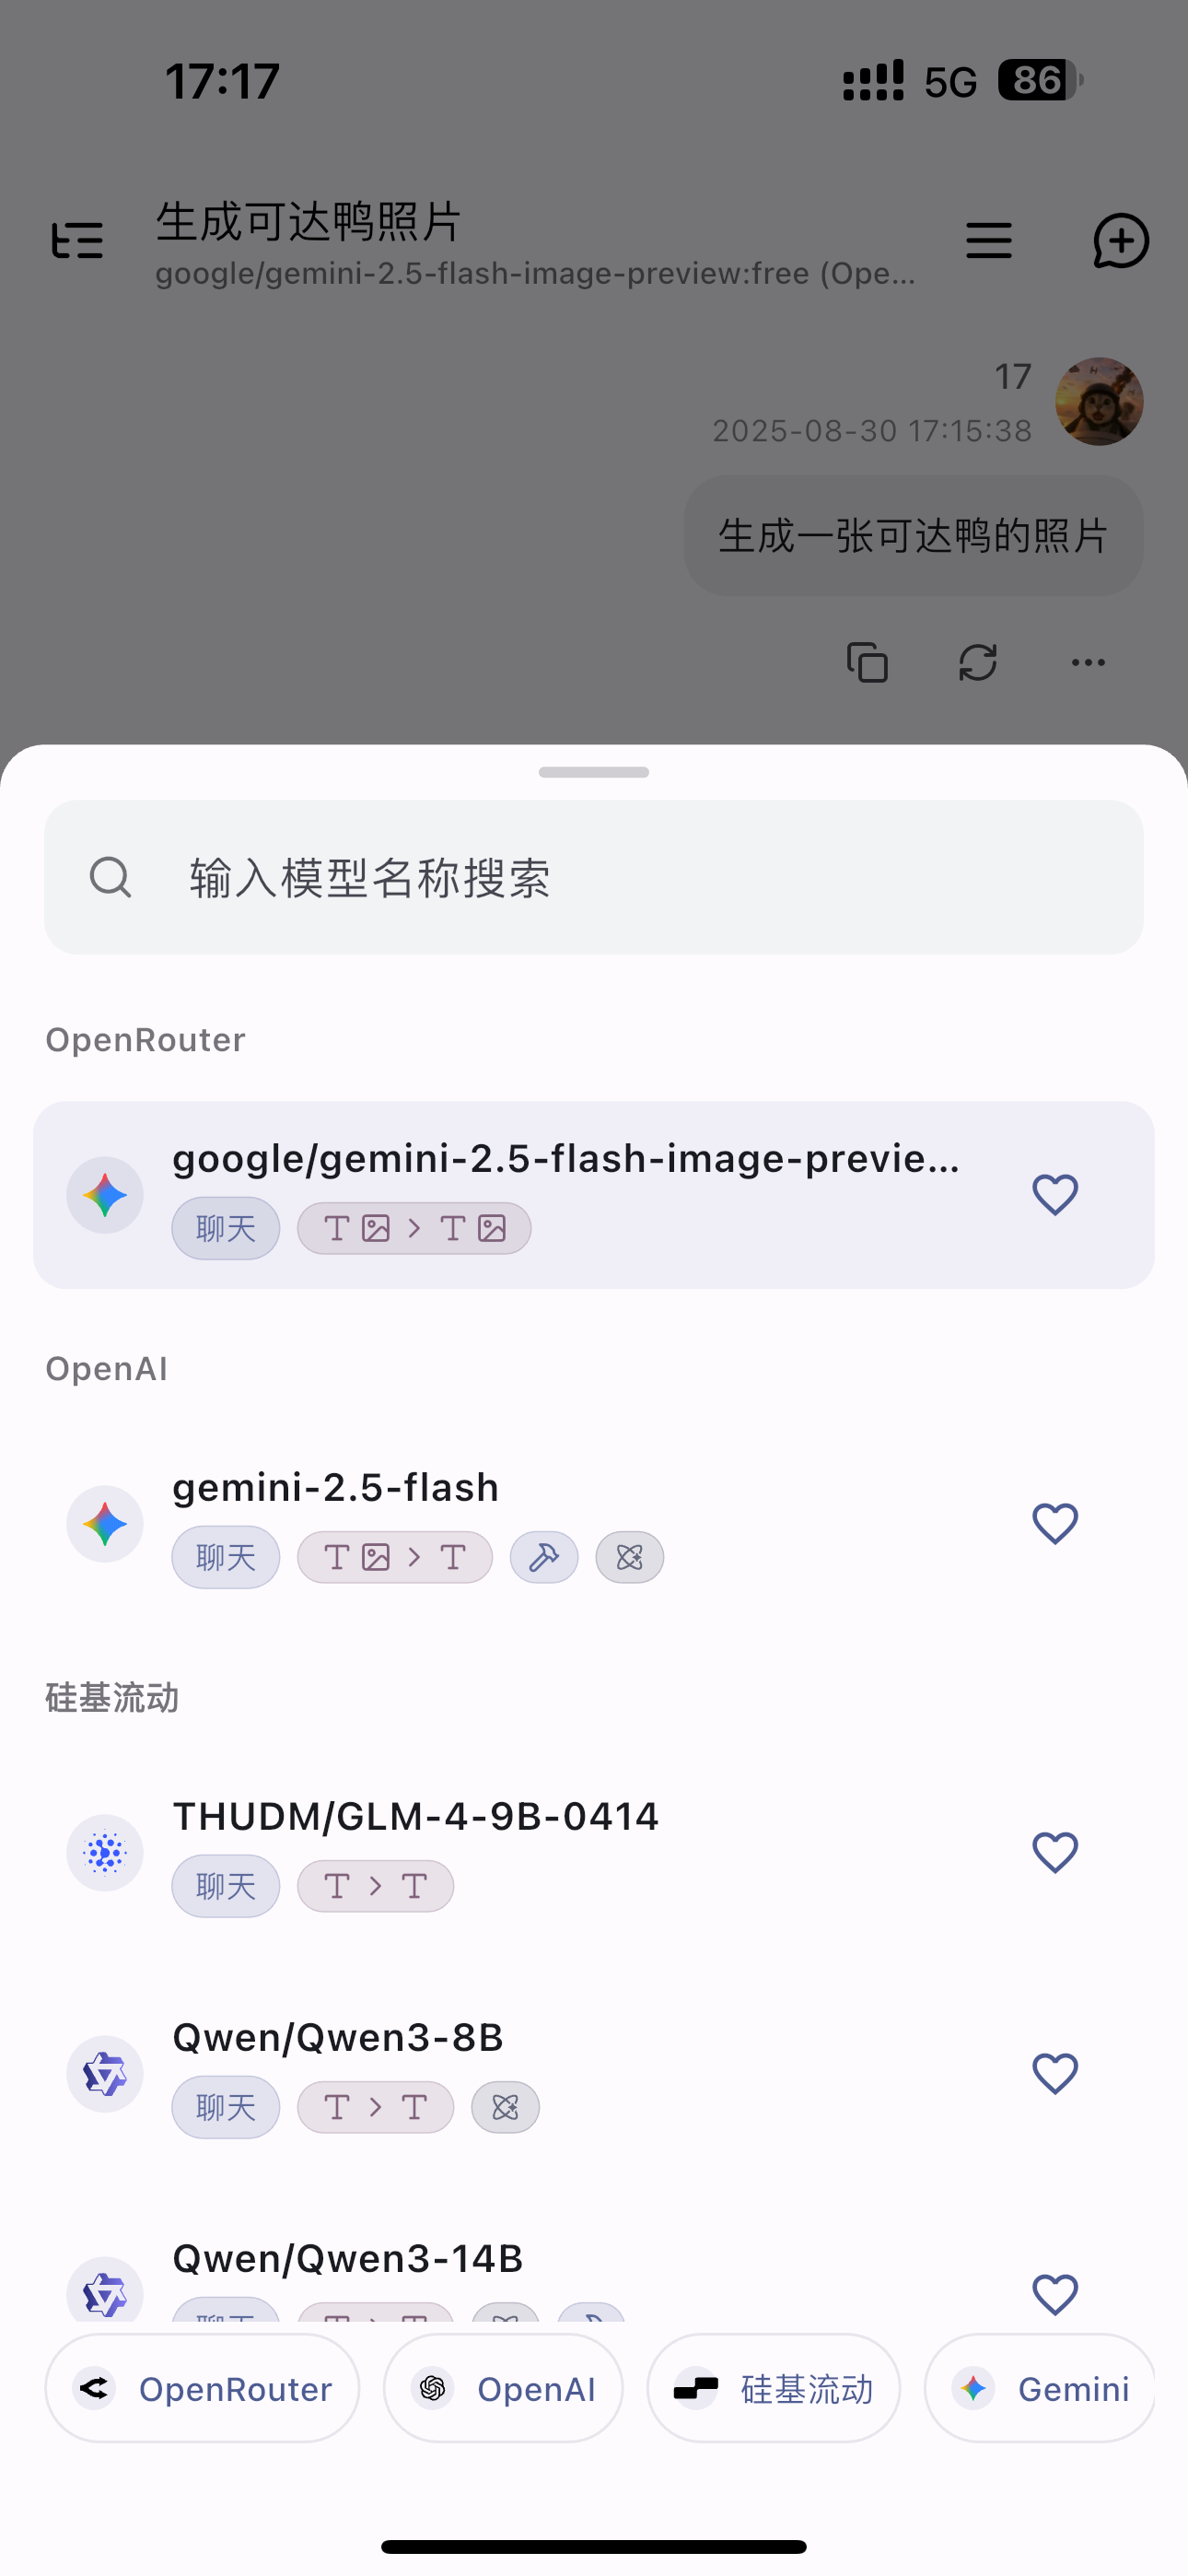 17:17
5G
86
生成可达鸭照片
google/gemini-2.5-flash-image-preview:free (Ope...
17
2025-08-30 17:15:38
生成一张可达鸭的照片
输入模型名称搜索
OpenRouter
google/gemini-2.5-flash-image-previe...
聊天
OpenAI
gemini-2.5-flash
聊天
硅基流动
THUDM/GLM-4-9B-0414
聊天
Qwen/Qwen3-8B
聊天
Qwen/Qwen3-14B
OpenRouter
OpenAI
硅基流动
Gemini